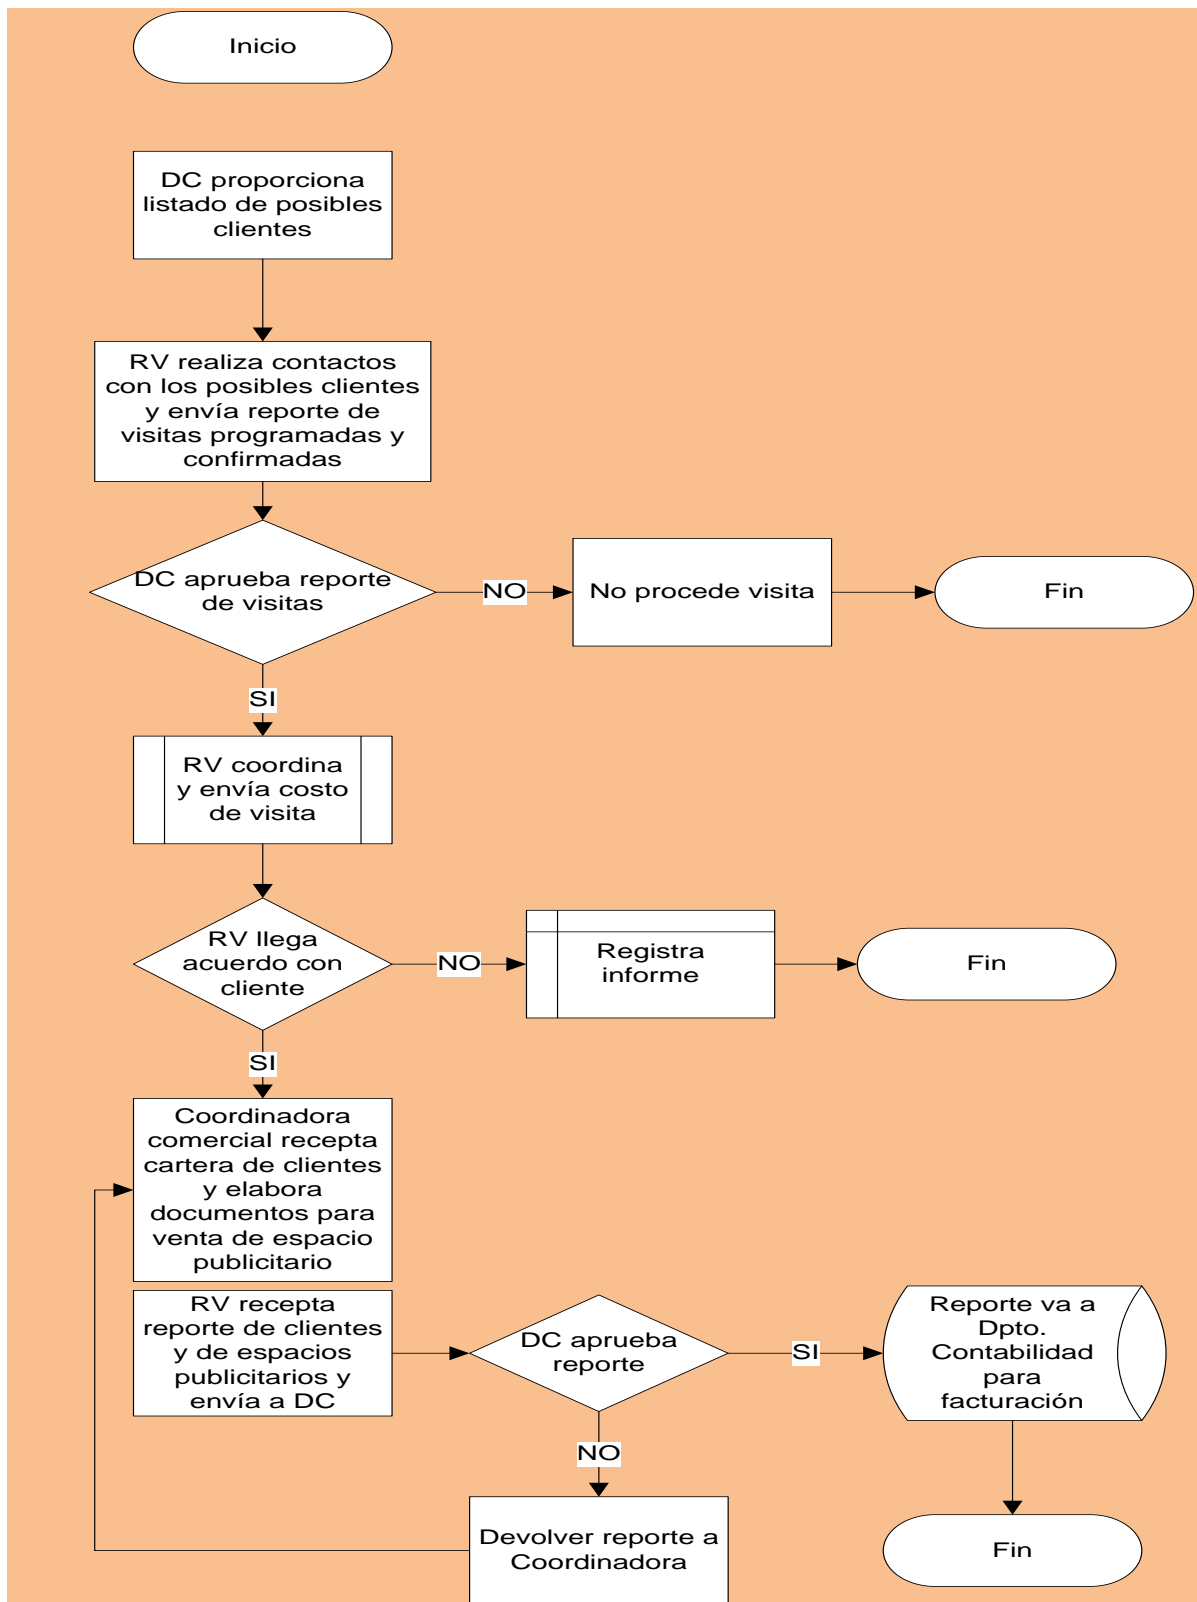 Inicio
DC proporciona
listado de posibles
clientes
RV realiza contactos
con los posibles clientes
y envía reporte de
visitas programadas y
confirmadas
DC aprueba reporte
de visitas
NO
No procede visita
Fin
SI
RV coordina
y envía costo
de visita
RV llega
acuerdo con
cliente
NO
Registra
informe
Fin
SI
Coordinadora
comercial recepta
cartera de clientes
y elabora
documentos para
venta de espacio
publicitario
RV recepta
reporte de clientes
y de espacios
publicitarios y
envía a DC
DC aprueba
reporte
SI
Reporte va a
Dpto.
Contabilidad
para
facturación
NO
Devolver reporte a
Coordinadora
Fin